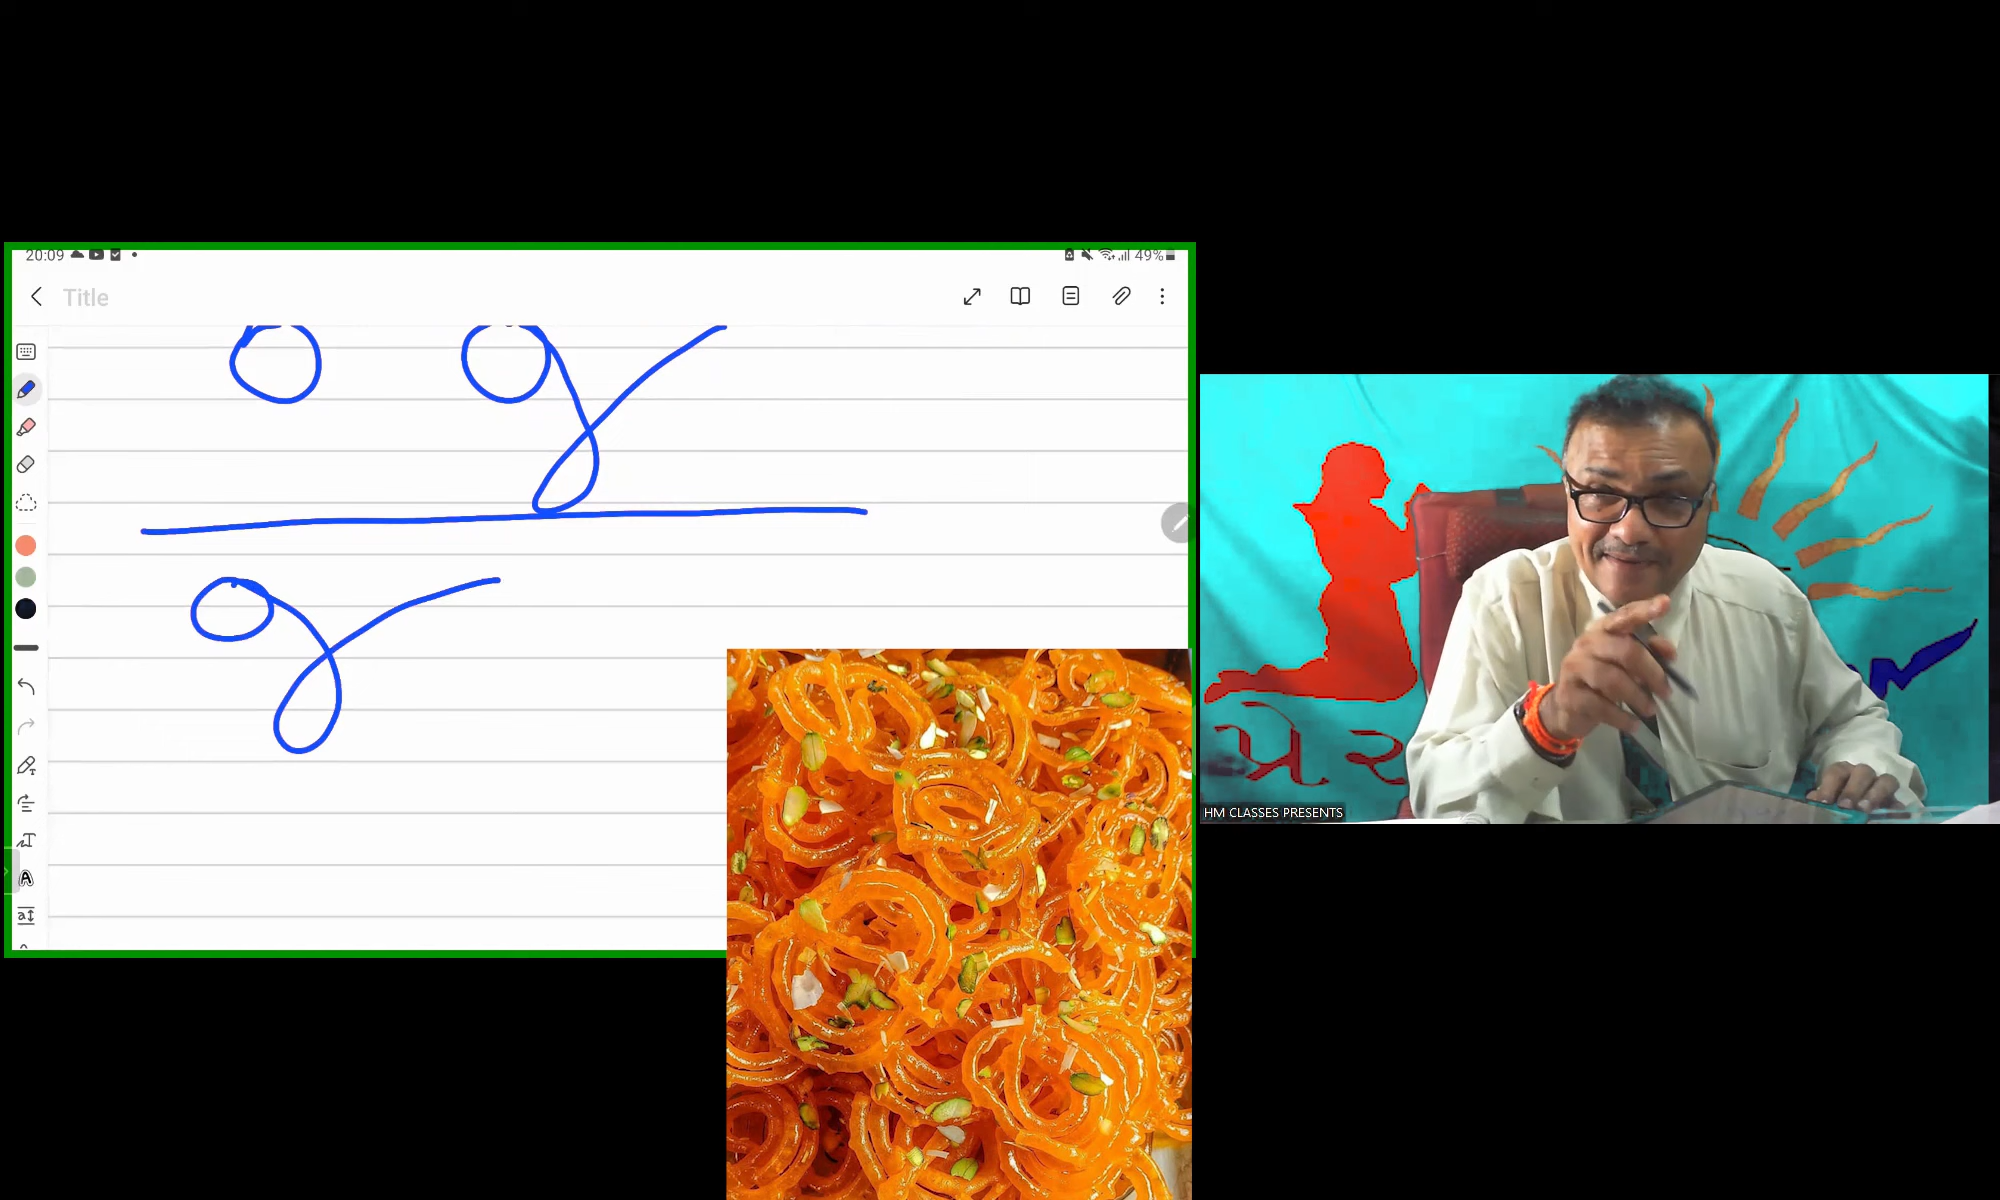 20:09
49%
Title
o g
g
પ્રેર
HM CLASSES PRESENTS